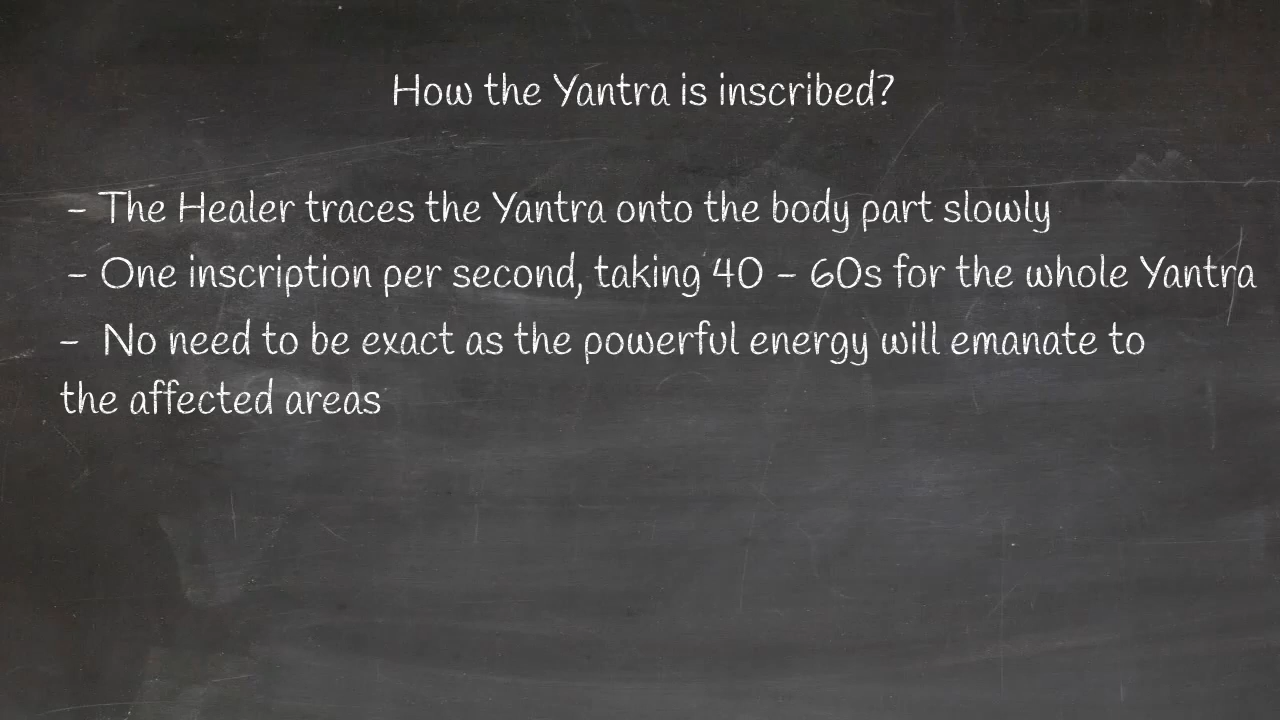 How the Yantra is inscribed?
- The Healer traces the Yantra onto the body part slowly
- One inscription per second, taking 40 - 60s for the whole Yantra
- No need to be exact as the powerful energy will emanate to
the affected areas